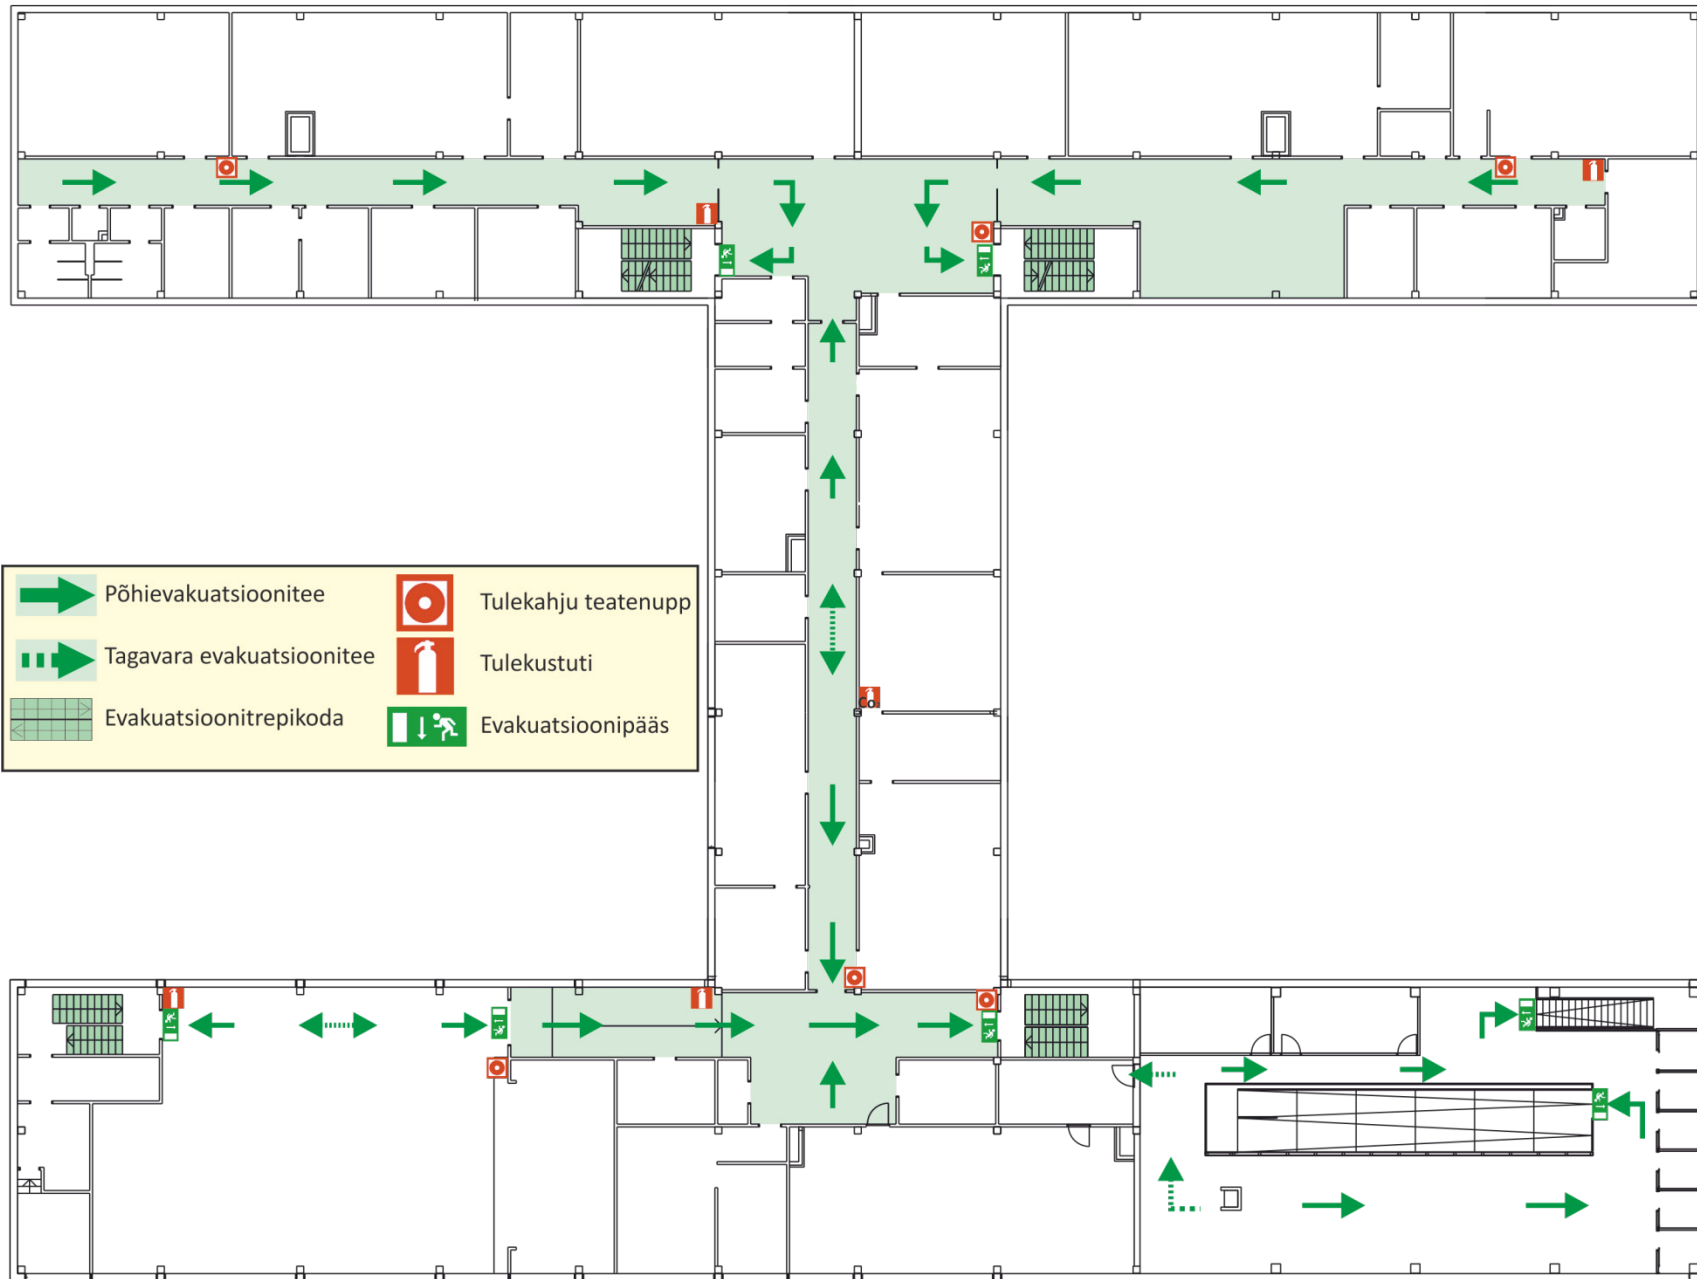 Põhievakuatsioonitee
Tagavara evakuatsioonitee
Evakuatsioonitrepikoda
Tulekahju teatenupp
Tulekustuti
Evakuatsioonipääs